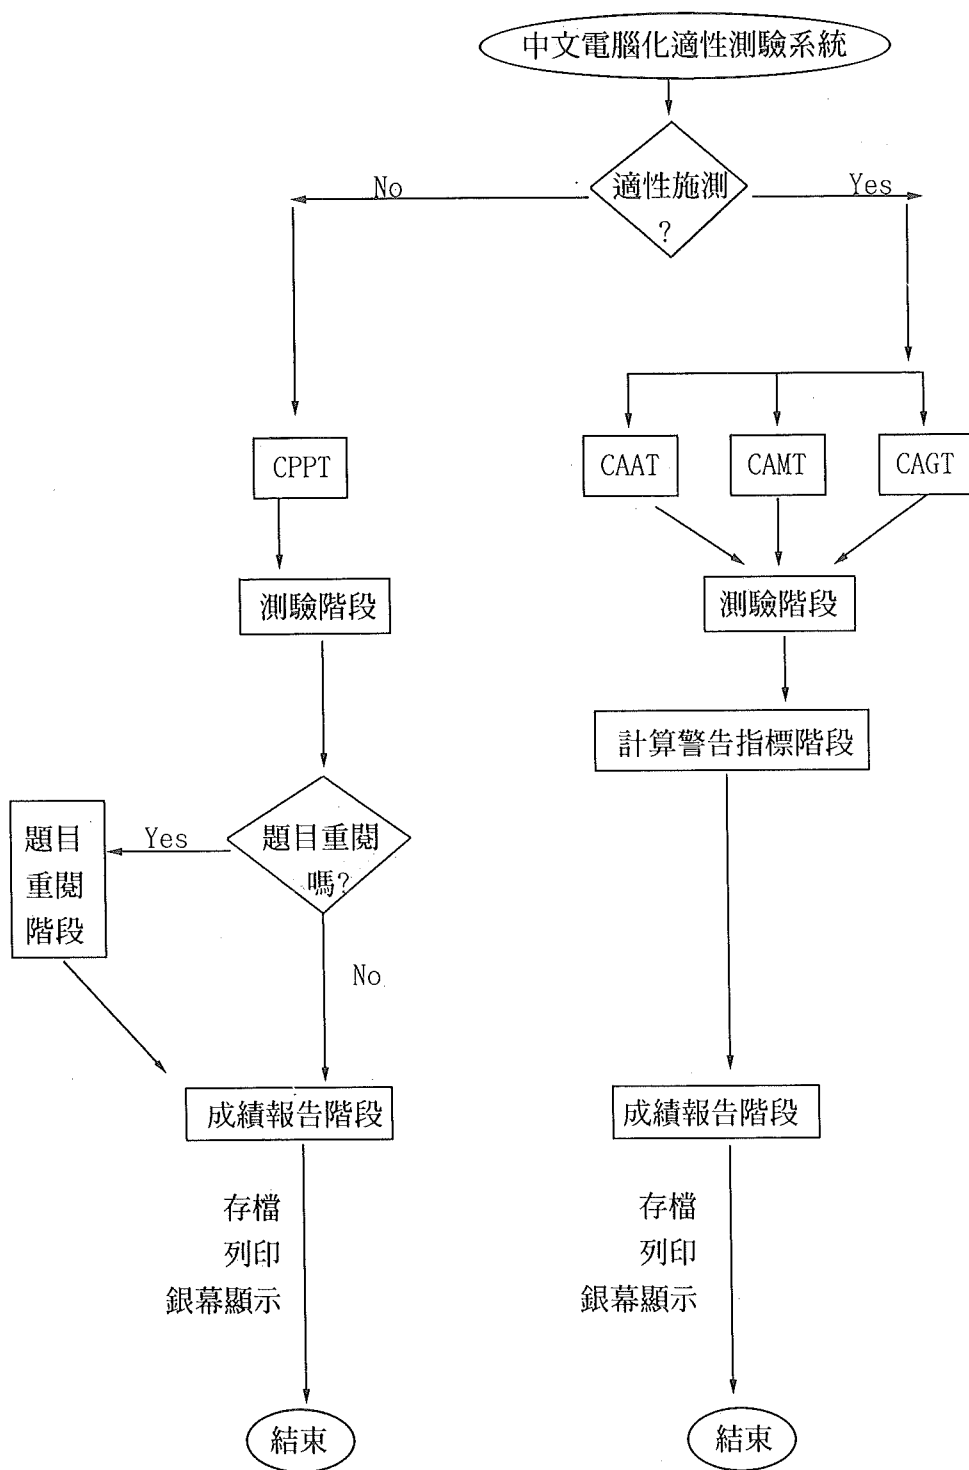 中文電腦化適性測驗系統
適性施測
?
No
Yes
CPPT
CAAT
CAMT
CAGT
測驗階段
測驗階段
計算警告指標階段
題目重閱
嗎?
Yes
題目
重閱
階段
No
成績報告階段
成績報告階段
存檔
列印
銀幕顯示
存檔
列印
銀幕顯示
結束
結束